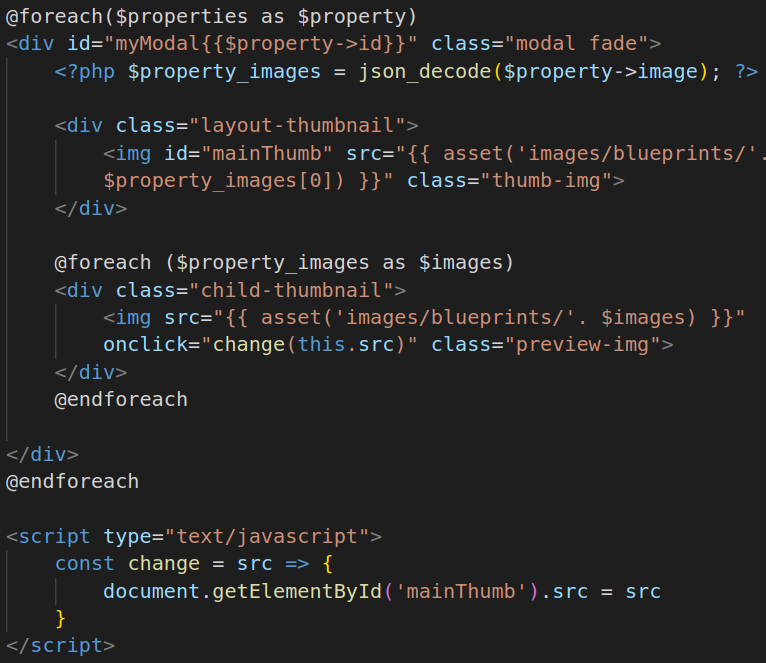 @foreach($properties as $property)
<div id="myModal{{$property->id}}" class="modal fade">
<?php $property_images = json_decode($property->image); ?>
<div class="layout-thumbnail">
<img id="mainThumb" src="{{ asset('images/blueprints/'.
$property_images[0]) }}" class="thumb-img">
</div>
@foreach ($property_images as $images)
<div class="child-thumbnail">
<img src="{{ asset('images/blueprints/'. $images) }}"
onclick="change(this.src)" class="preview-img">
</div>
@endforeach
</div>
@endforeach
<script type="text/javascript">
const change = src => {
document.getElementById('mainThumb').src = src
}
</script>